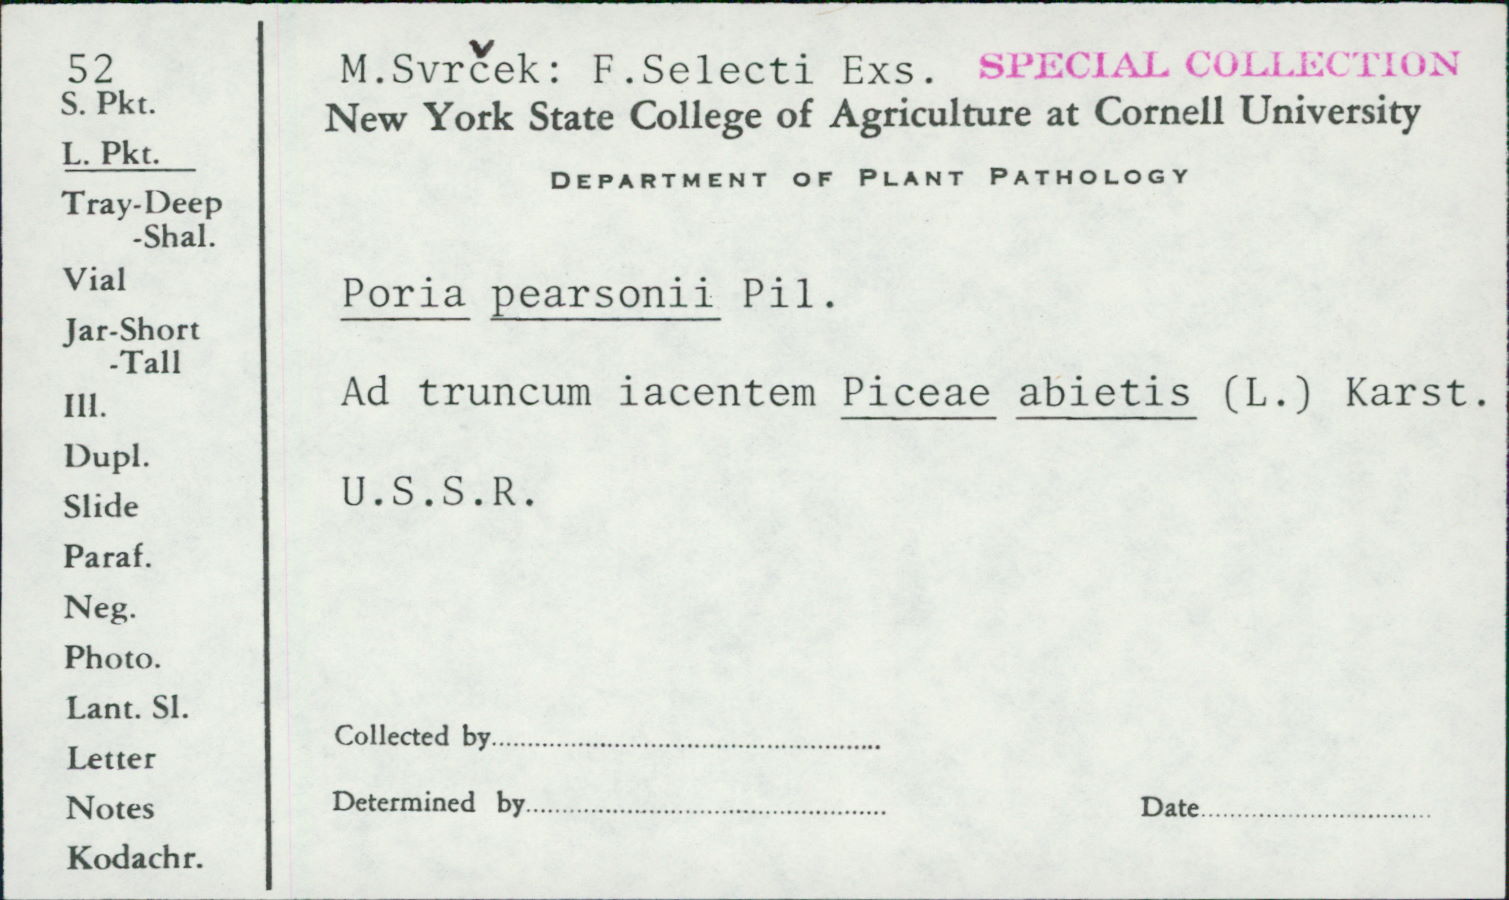 52
S. Pkt.
L. Pkt.
Tray-Deep
-Shal.
Vial
Jar-Short
-Tall
Ill.
Dupl.
Slide
Paraf.
Neg.
Photo.
Lant. Sl.
Letter
Notes
Kodachr.
M.Svrček: F.Selecti Exs. SPECIAL COLLECTION
New York State College of Agriculture at Cornell University
DEPARTMENT OF PLANT PATHOLOGY
Poria pearsonii Pil.
Ad truncum iacentem Piceae abietis (L.) Karst.
U.S.S.R.
Collected by
Determined by
Date